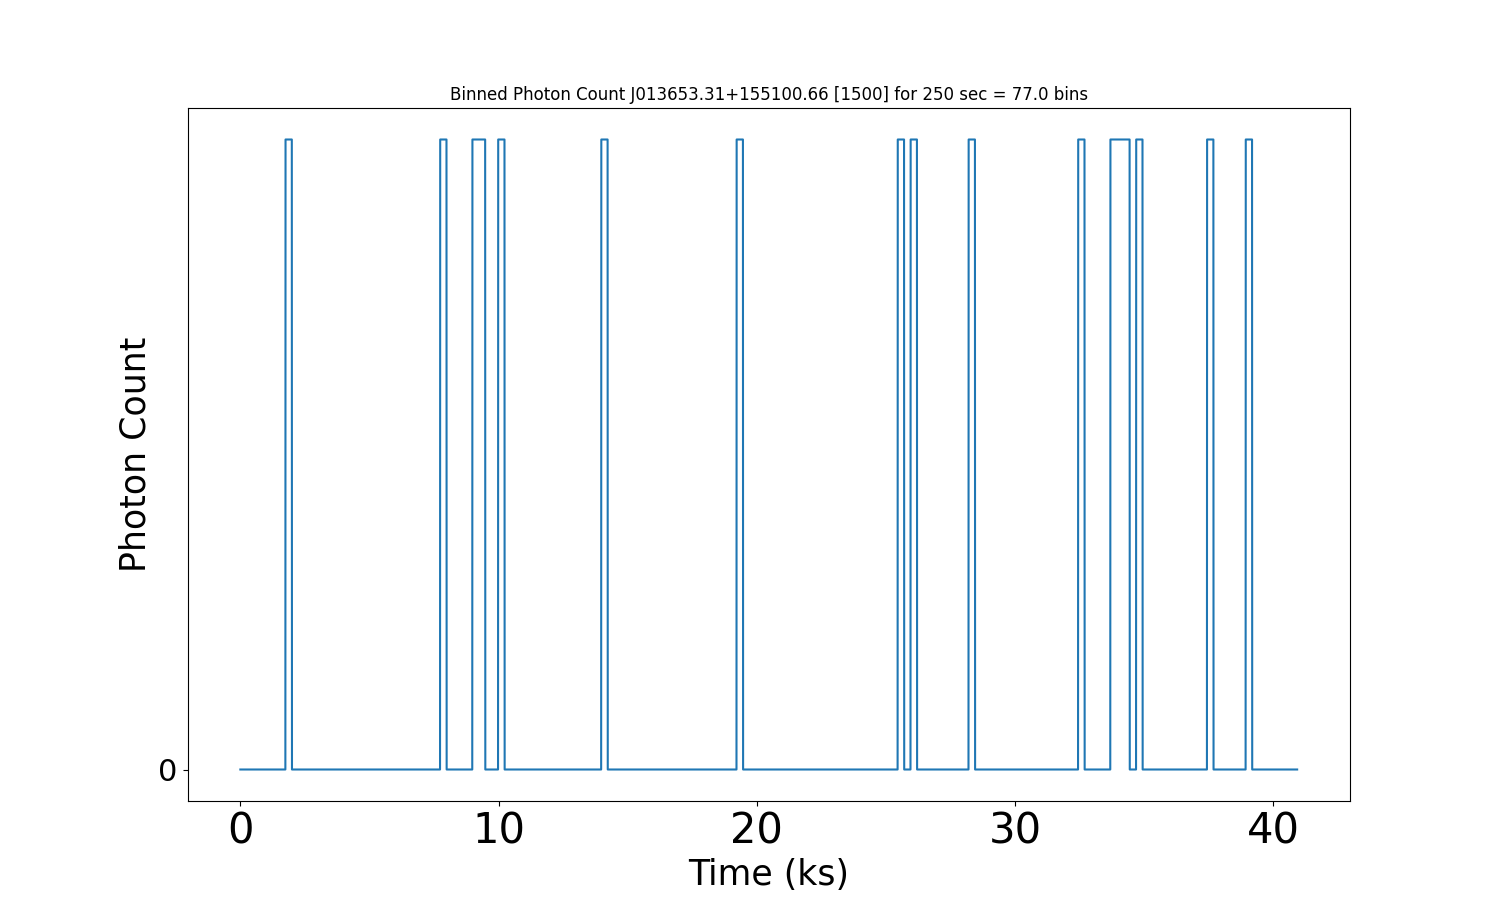 Binned Photon Count J013653.31+155100.66 [1500] for 250 sec = 77.0 bins
Photon Count
0
0 10 20 30 40
Time (ks)